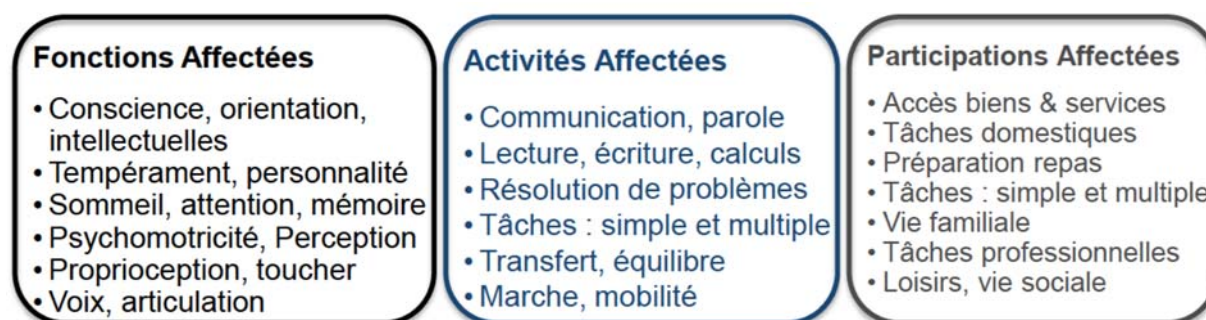 Fonctions Affectées
• Conscience, orientation,
intellectuelles
• Tempérament, personnalité
• Sommeil, attention, mémoire
• Psychomotricité, Perception
• Proprioception, toucher
• Voix, articulation
Activités Affectées
• Communication, parole
• Lecture, écriture, calculs
• Résolution de problèmes
• Tâches : simple et multiple
• Transfert, équilibre
• Marche, mobilité
Participations Affectées
• Accès biens & services
• Tâches domestiques
• Préparation repas
• Tâches : simple et multiple
• Vie familiale
• Tâches professionnelles
• Loisirs, vie sociale